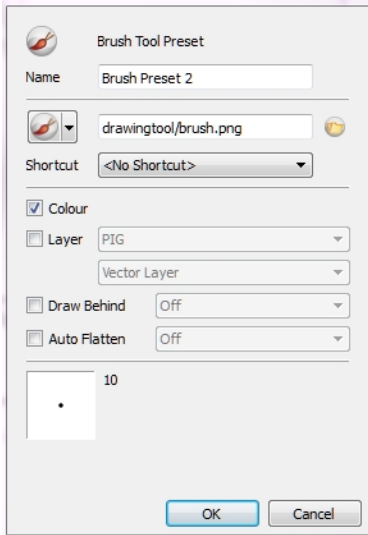 Brush Tool Preset
Name Brush Preset 2
drawingtool/brush.png
Shortcut <No Shortcut>
Colour
Layer PIG
Vector Layer
Draw Behind Off
Auto Flatten Off
10
OK Cancel